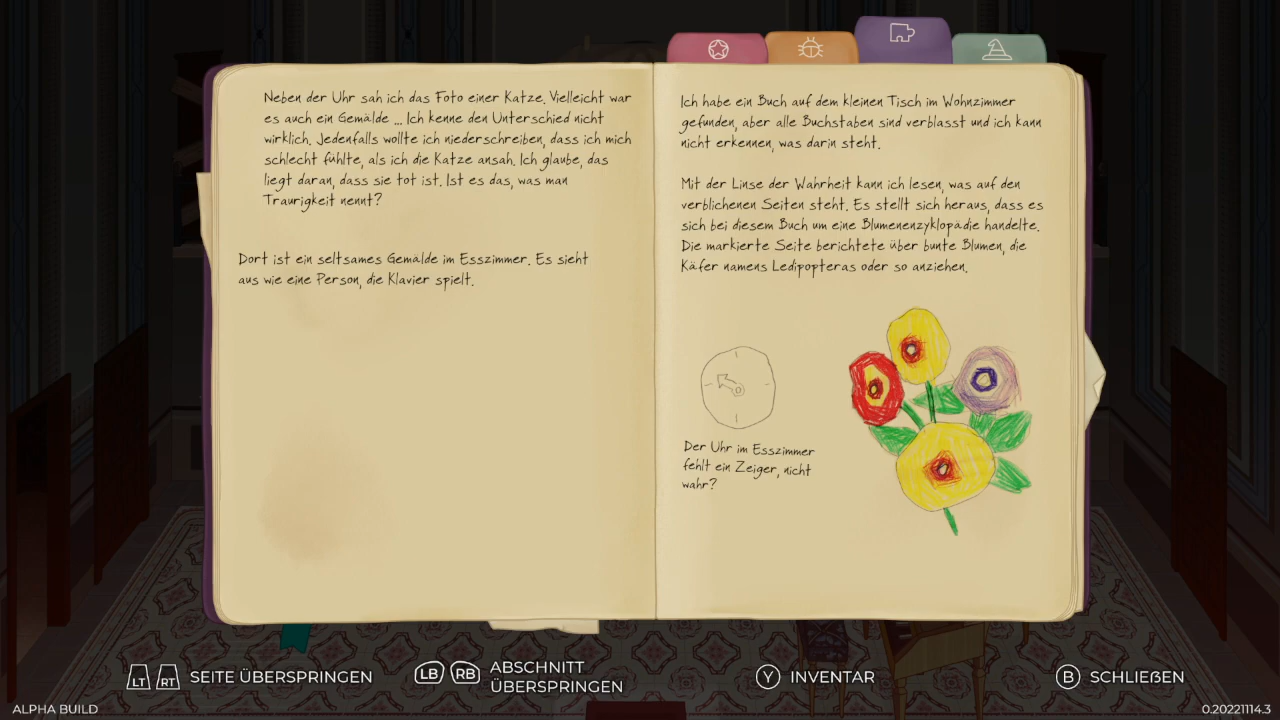 Neben der Uhr sah ich das Foto einer Katze. Vielleicht war
es auch ein Gemälde ... Ich kenne den Unterschied nicht
wirklich. Jedenfalls wollte ich niederschreiben, dass ich mich
schlecht fühlte, als ich die Katze ansah. Ich glaube, das
liegt daran, dass sie tot ist. Ist es das, was man
Traurigkeit nennt?
Dort ist ein seltsames Gemälde im Esszimmer. Es sieht
aus wie eine Person, die Klavier spielt.
Ich habe ein Buch auf dem kleinen Tisch im Wohnzimmer
gefunden, aber alle Buchstaben sind verblasst und ich kann
nicht erkennen, was darin steht.
Mit der Linse der Wahrheit kann ich lesen, was auf den
verblichenen Seiten steht. Es stellt sich heraus, dass es
sich bei diesem Buch um eine Blumenenzyklopädie handelte.
Die markierte Seite berichtete über bunte Blumen, die
Käfer namens Ledipopteras oder so anziehen.
Der Uhr im Esszimmer
fehlt ein Zeiger, nicht
wahr?
LT RT SEITE ÜBERSPRINGEN
LB RB ABSCHNITT
ÜBERSPRINGEN
Y INVENTAR
B SCHLIEßEN
ALPHA BUILD
0.20221114.3